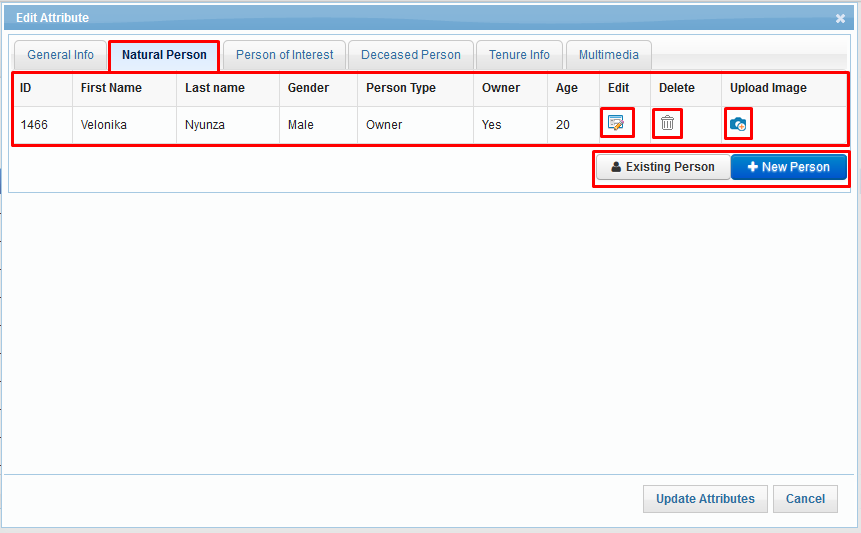 Edit Attribute
General Info Natural Person Person of Interest Deceased Person Tenure Info Multimedia
ID First Name Last name Gender Person Type Owner Age Edit Delete Upload Image
1466 Velonika Nyunza Male Owner Yes 20
Existing Person New Person
Update Attributes Cancel